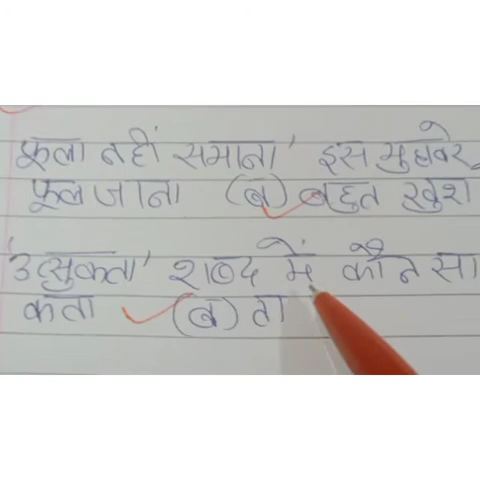 फूला नहीं समाना' इस मुहावरे
फूल जाना (ब) बहुत खुश
'उत्सुकता' शब्द में कौन सा
कता (ब) ता